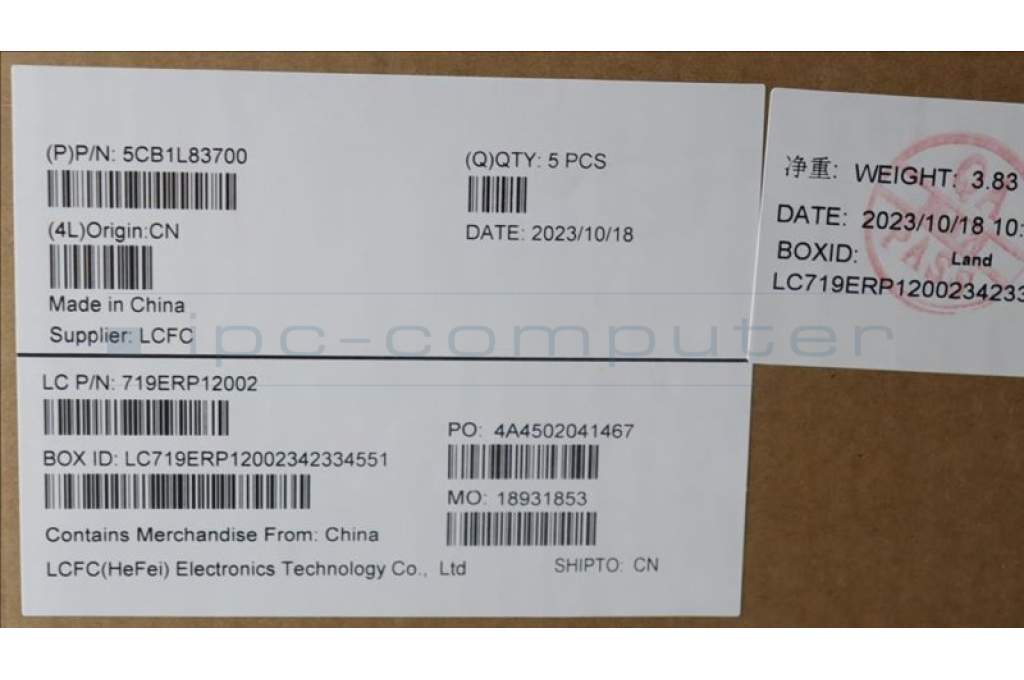 (P)P/N: 5CB1L83700
(Q)QTY: 5 PCS
(4L)Origin:CN
DATE: 2023/10/18
Made in China
Supplier: LCFC
LC P/N: 719ERP12002
PO: 4A4502041467
BOX ID: LC719ERP12002342334551
MO: 18931853
Contains Merchandise From: China
LCFC(HeFei) Electronics Technology Co., Ltd
SHIPTO: CN
净重: WEIGHT: 3.83
DATE: 2023/10/18 10:
BOXID: Land
LC719ERP1200234233
QA
PASS
ipc-computer